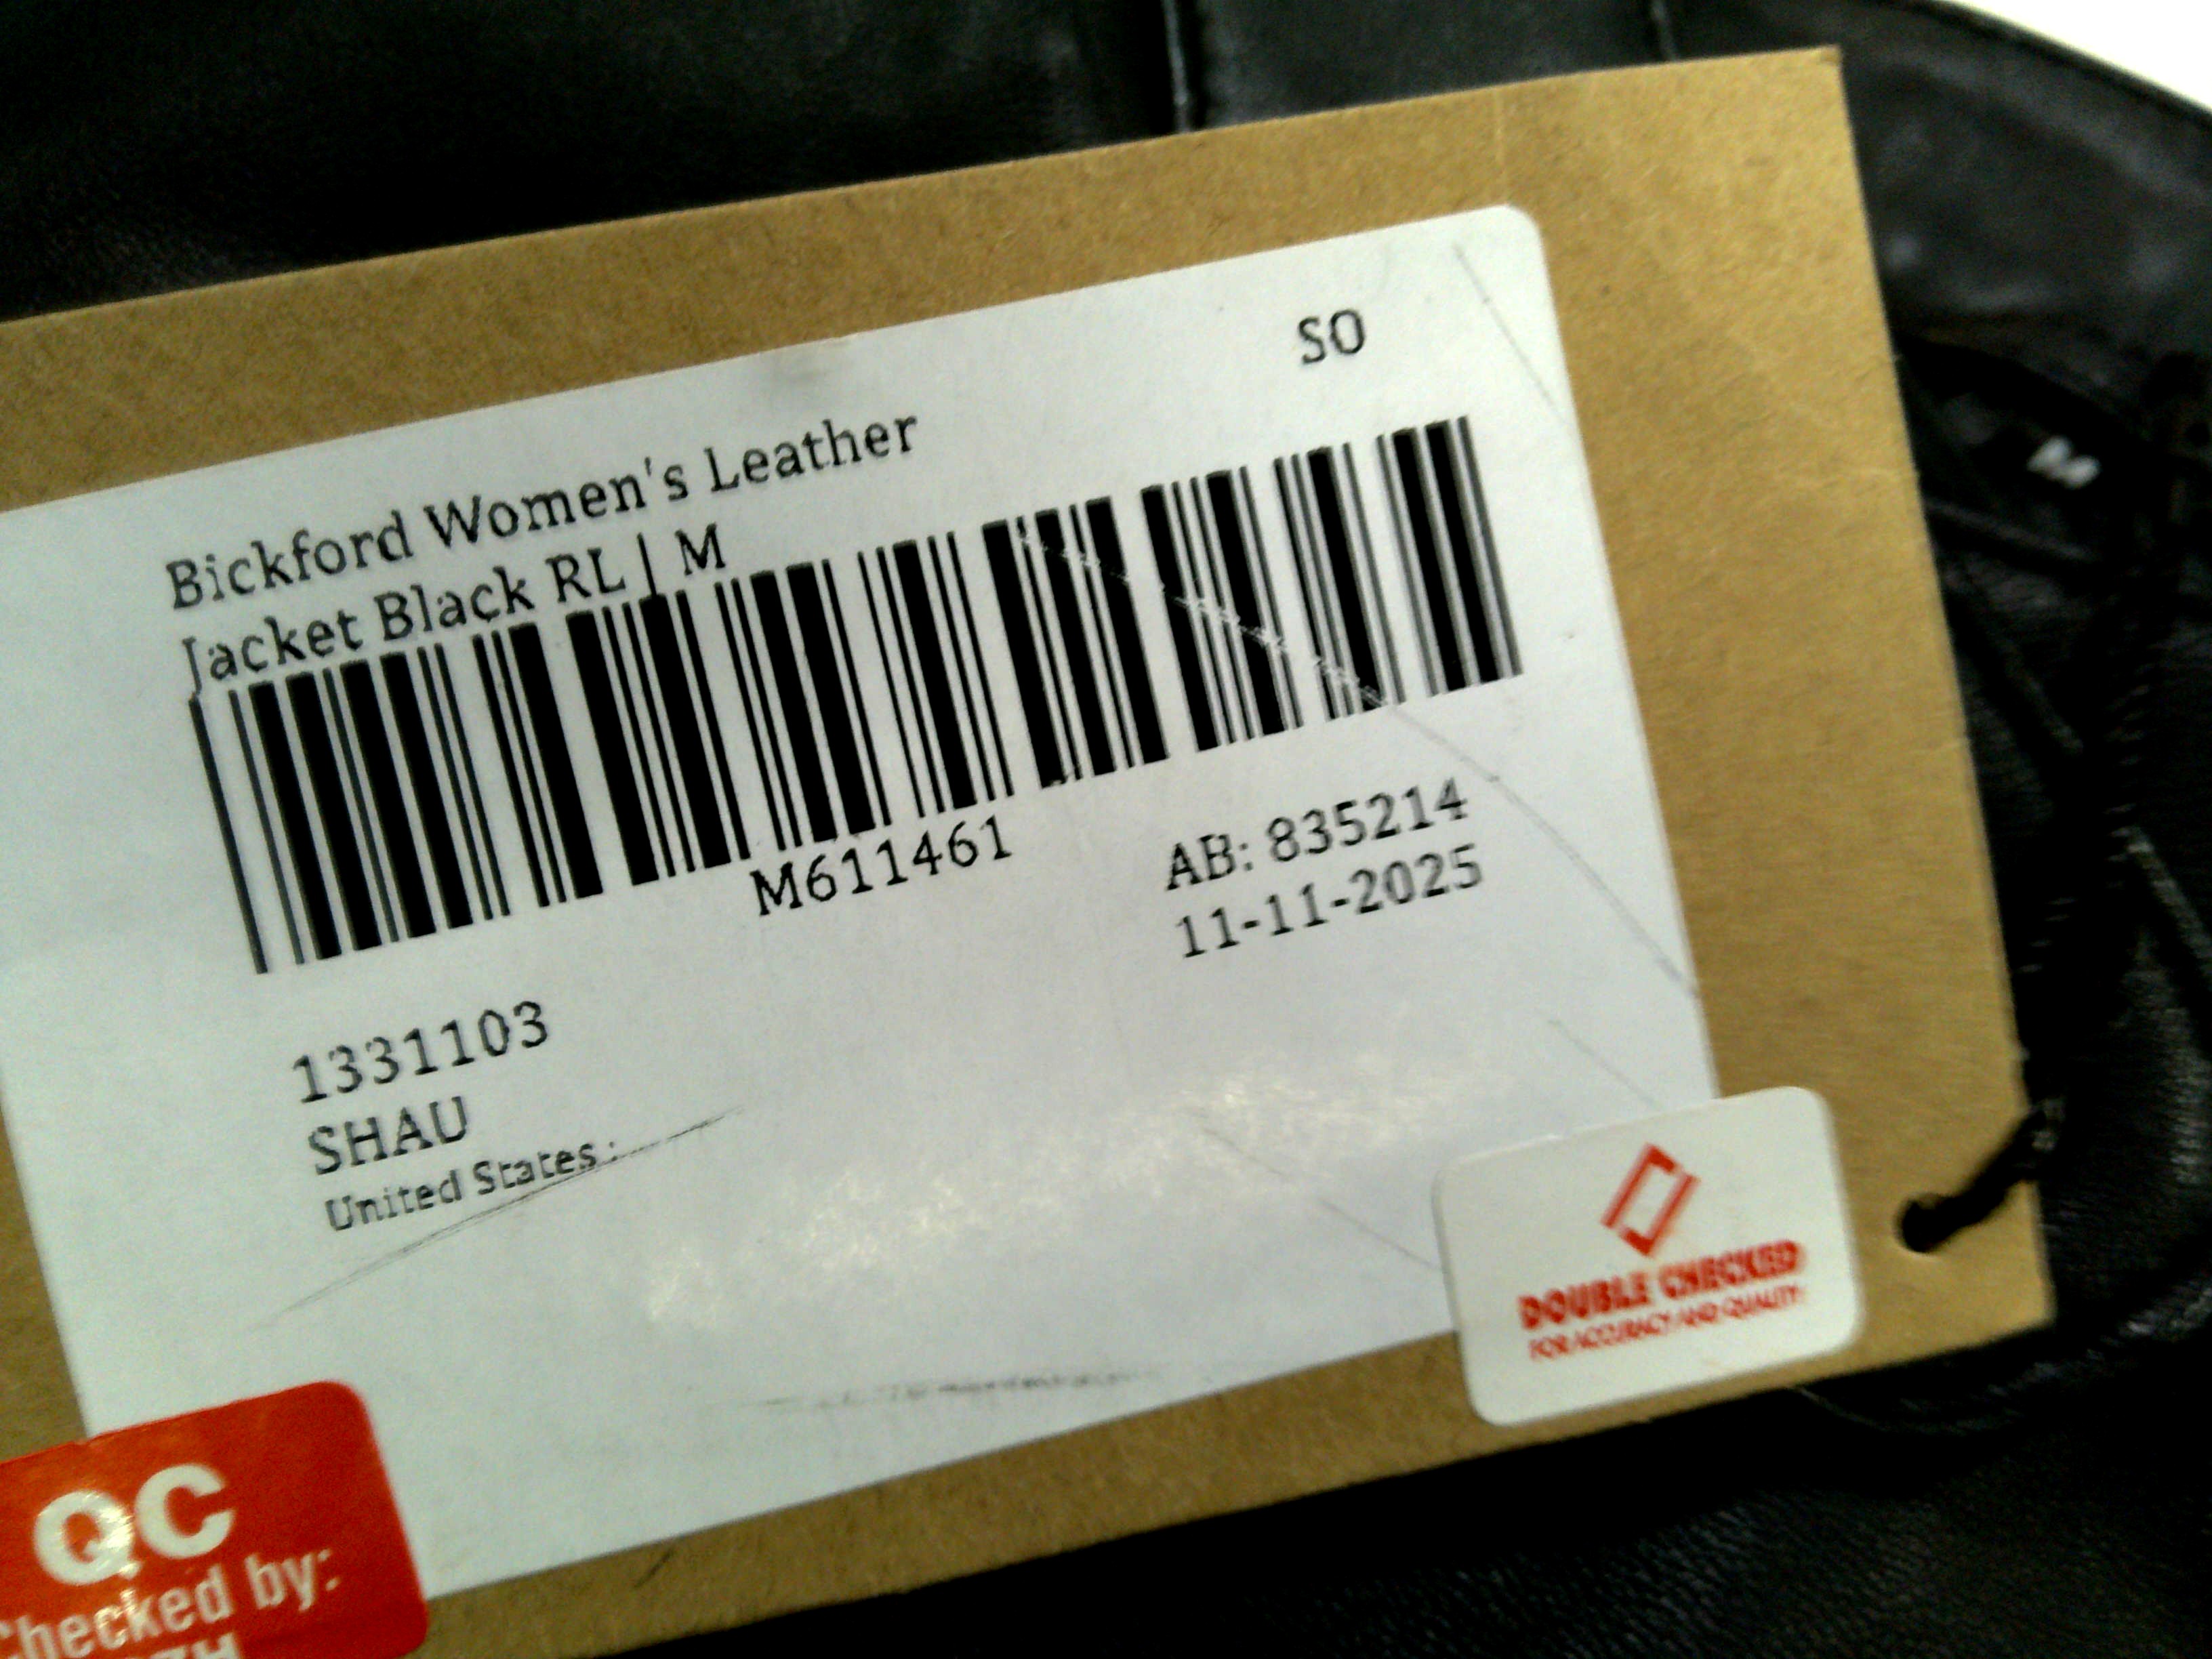 SO
Bickford Women's Leather
Jacket Black RL | M
M611461
AB: 835214
11-11-2025
1331103
SHAU
United States :
DOUBLE CHECKED
FOR ACCURACY AND QUALITY
QC
Checked by:
M